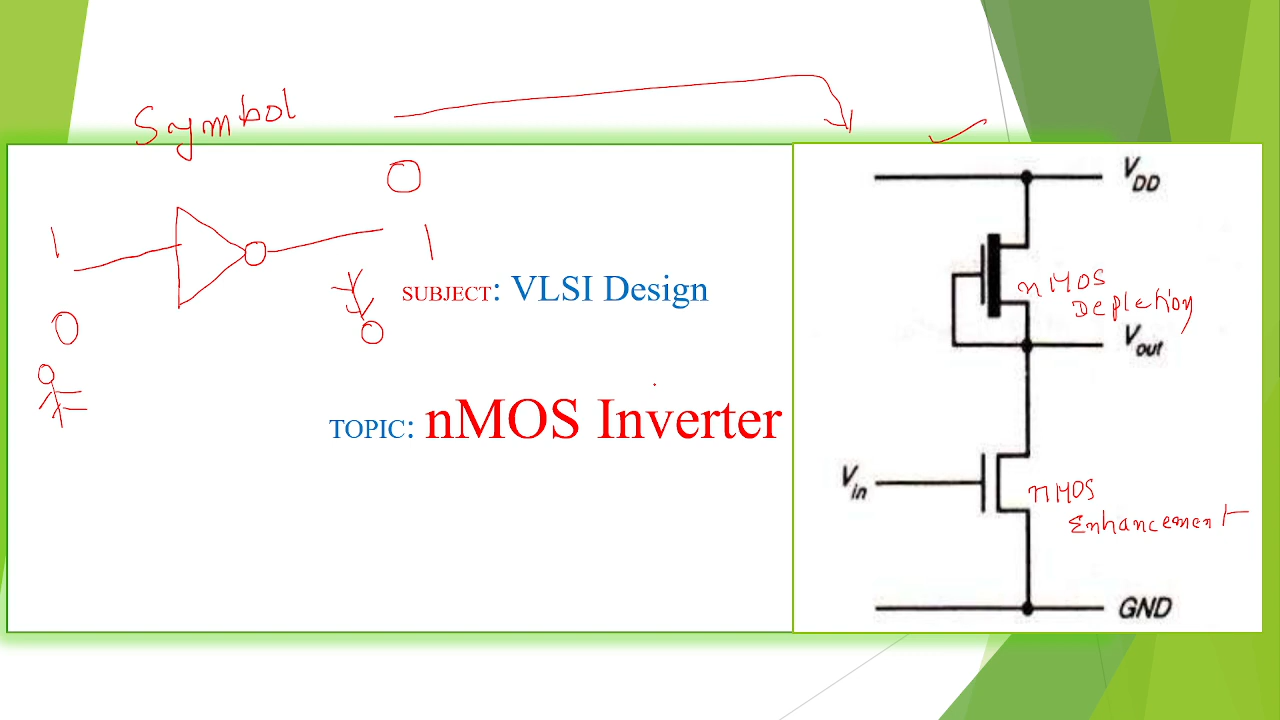 Symbol
0
1
1
SUBJECT: VLSI Design
0
TOPIC: nMOS Inverter
VDD
nMOS
Depletion
Vout
Vin
nMOS
Enhancement
GND